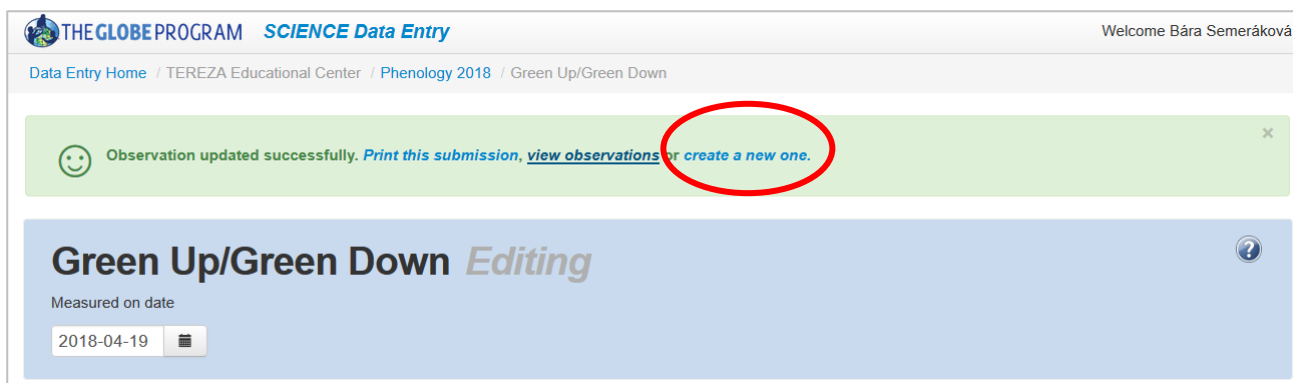 THE GLOBE PROGRAM SCIENCE Data Entry Welcome Bára Semeráková
Data Entry Home / TEREZA Educational Center / Phenology 2018 / Green Up/Green Down
×
Observation updated successfully. Print this submission, view observations or create a new one.
Green Up/Green Down Editing
?
Measured on date
2018-04-19